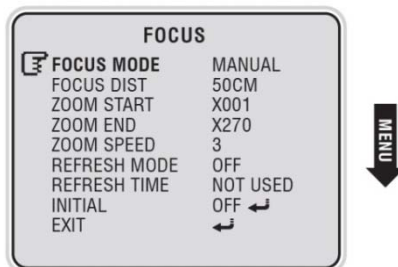 FOCUS
FOCUS MODE MANUAL
FOCUS DIST 50CM
ZOOM START X001
ZOOM END X270
ZOOM SPEED 3
REFRESH MODE OFF
REFRESH TIME NOT USED
INITIAL OFF ↵
EXIT ↵
MENU